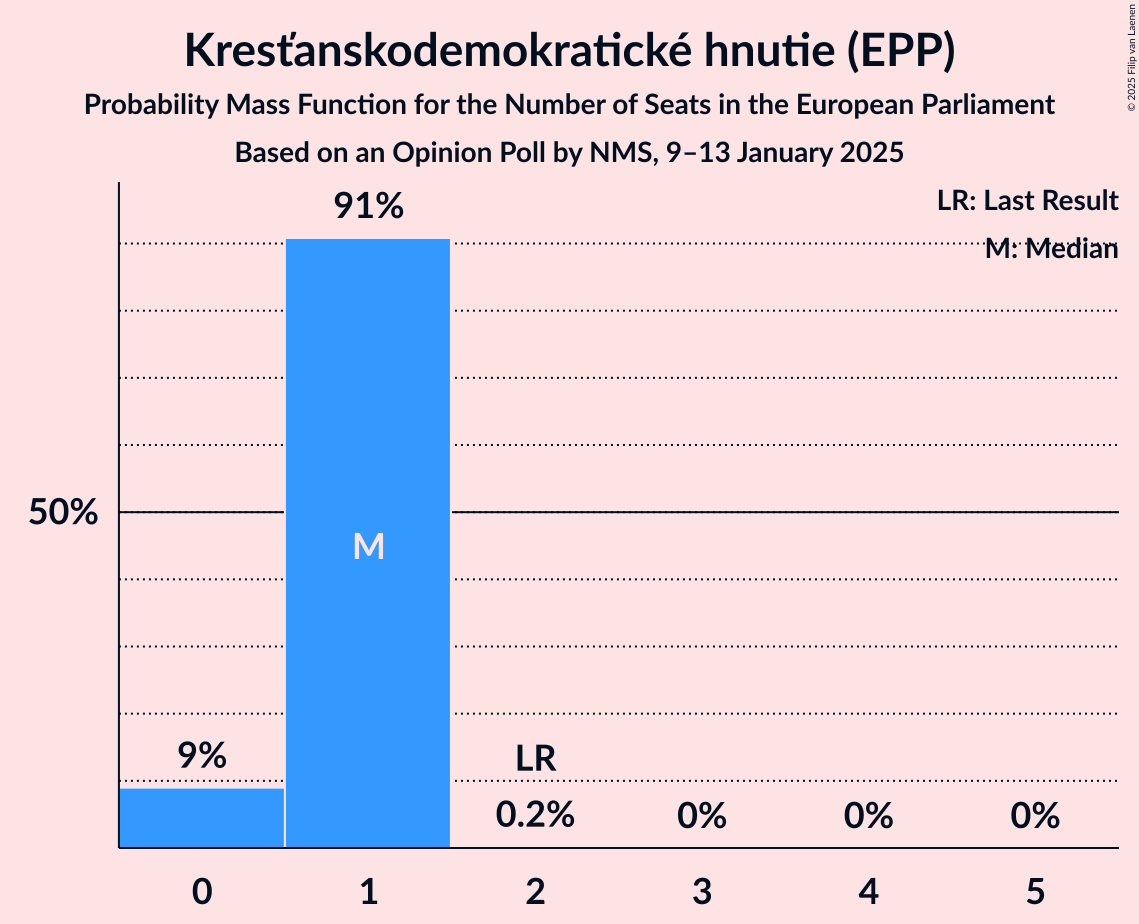 Kresťanskodemokratické hnutie (EPP)
Probability Mass Function for the Number of Seats in the European Parliament
Based on an Opinion Poll by NMS, 9–13 January 2025
© 2025 Filip van Laenen
LR: Last Result
M: Median
91%
50%
M
9%
LR
0.2%
0%
0%
0%
0 1 2 3 4 5